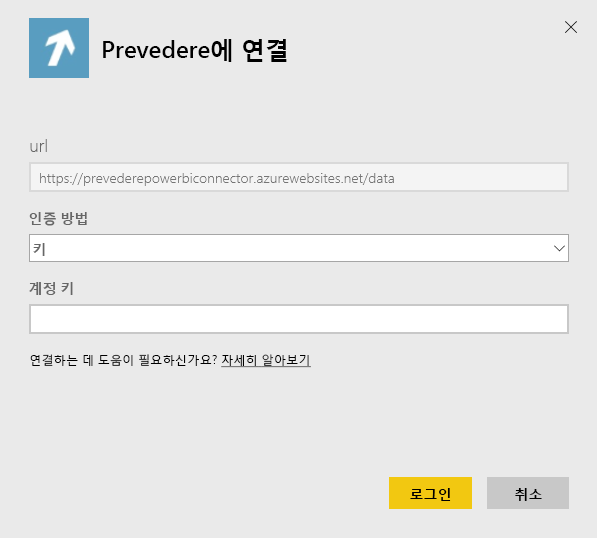 Prevedere에 연결
url
https://prevederepowerbiconnector.azurewebsites.net/data
인증 방법
키
계정 키
연결하는 데 도움이 필요하신가요? 자세히 알아보기
로그인 취소